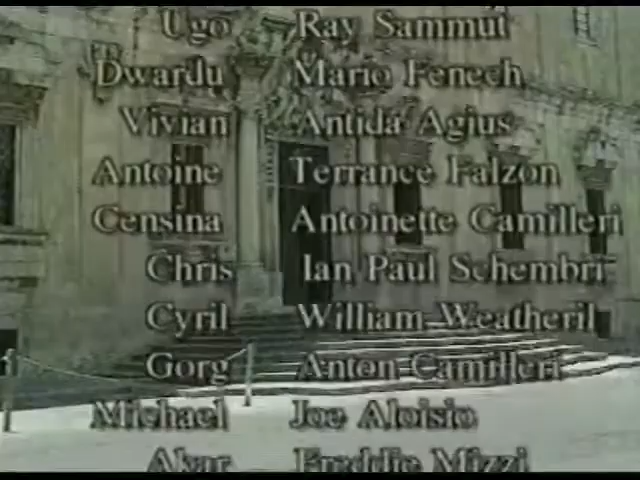 Ugo Ray Sammut
Dwardu Mario Fenech
Vivian Antida Agius
Antoine Terrance Falzon
Censina Antoinette Camilleri
Chris Ian Paul Schembri
Cyril William Weatheril
Gorg Anton Camilleri
Michael Joe Aloisio
Freddie Mizzi